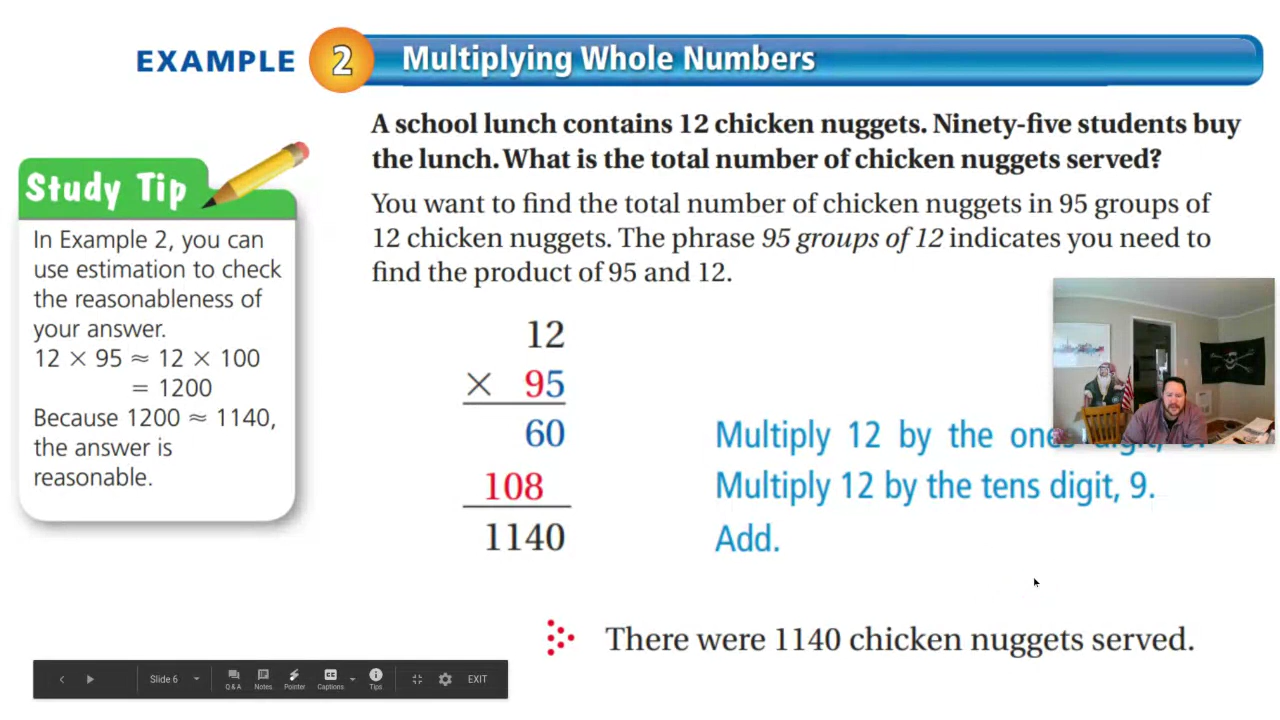 EXAMPLE 2 Multiplying Whole Numbers
A school lunch contains 12 chicken nuggets. Ninety-five students buy
the lunch. What is the total number of chicken nuggets served?
You want to find the total number of chicken nuggets in 95 groups of
12 chicken nuggets. The phrase 95 groups of 12 indicates you need to
find the product of 95 and 12.
Study Tip
In Example 2, you can
use estimation to check
the reasonableness of
your answer.
12 × 95 ≈ 12 × 100
= 1200
Because 1200 ≈ 1140,
the answer is
reasonable.
12
× 95
60 Multiply 12 by the ones
108 Multiply 12 by the tens digit, 9.
1140 Add.
There were 1140 chicken nuggets served.
Slide 6 Q&A Notes Pointer CC Captions Tips EXIT